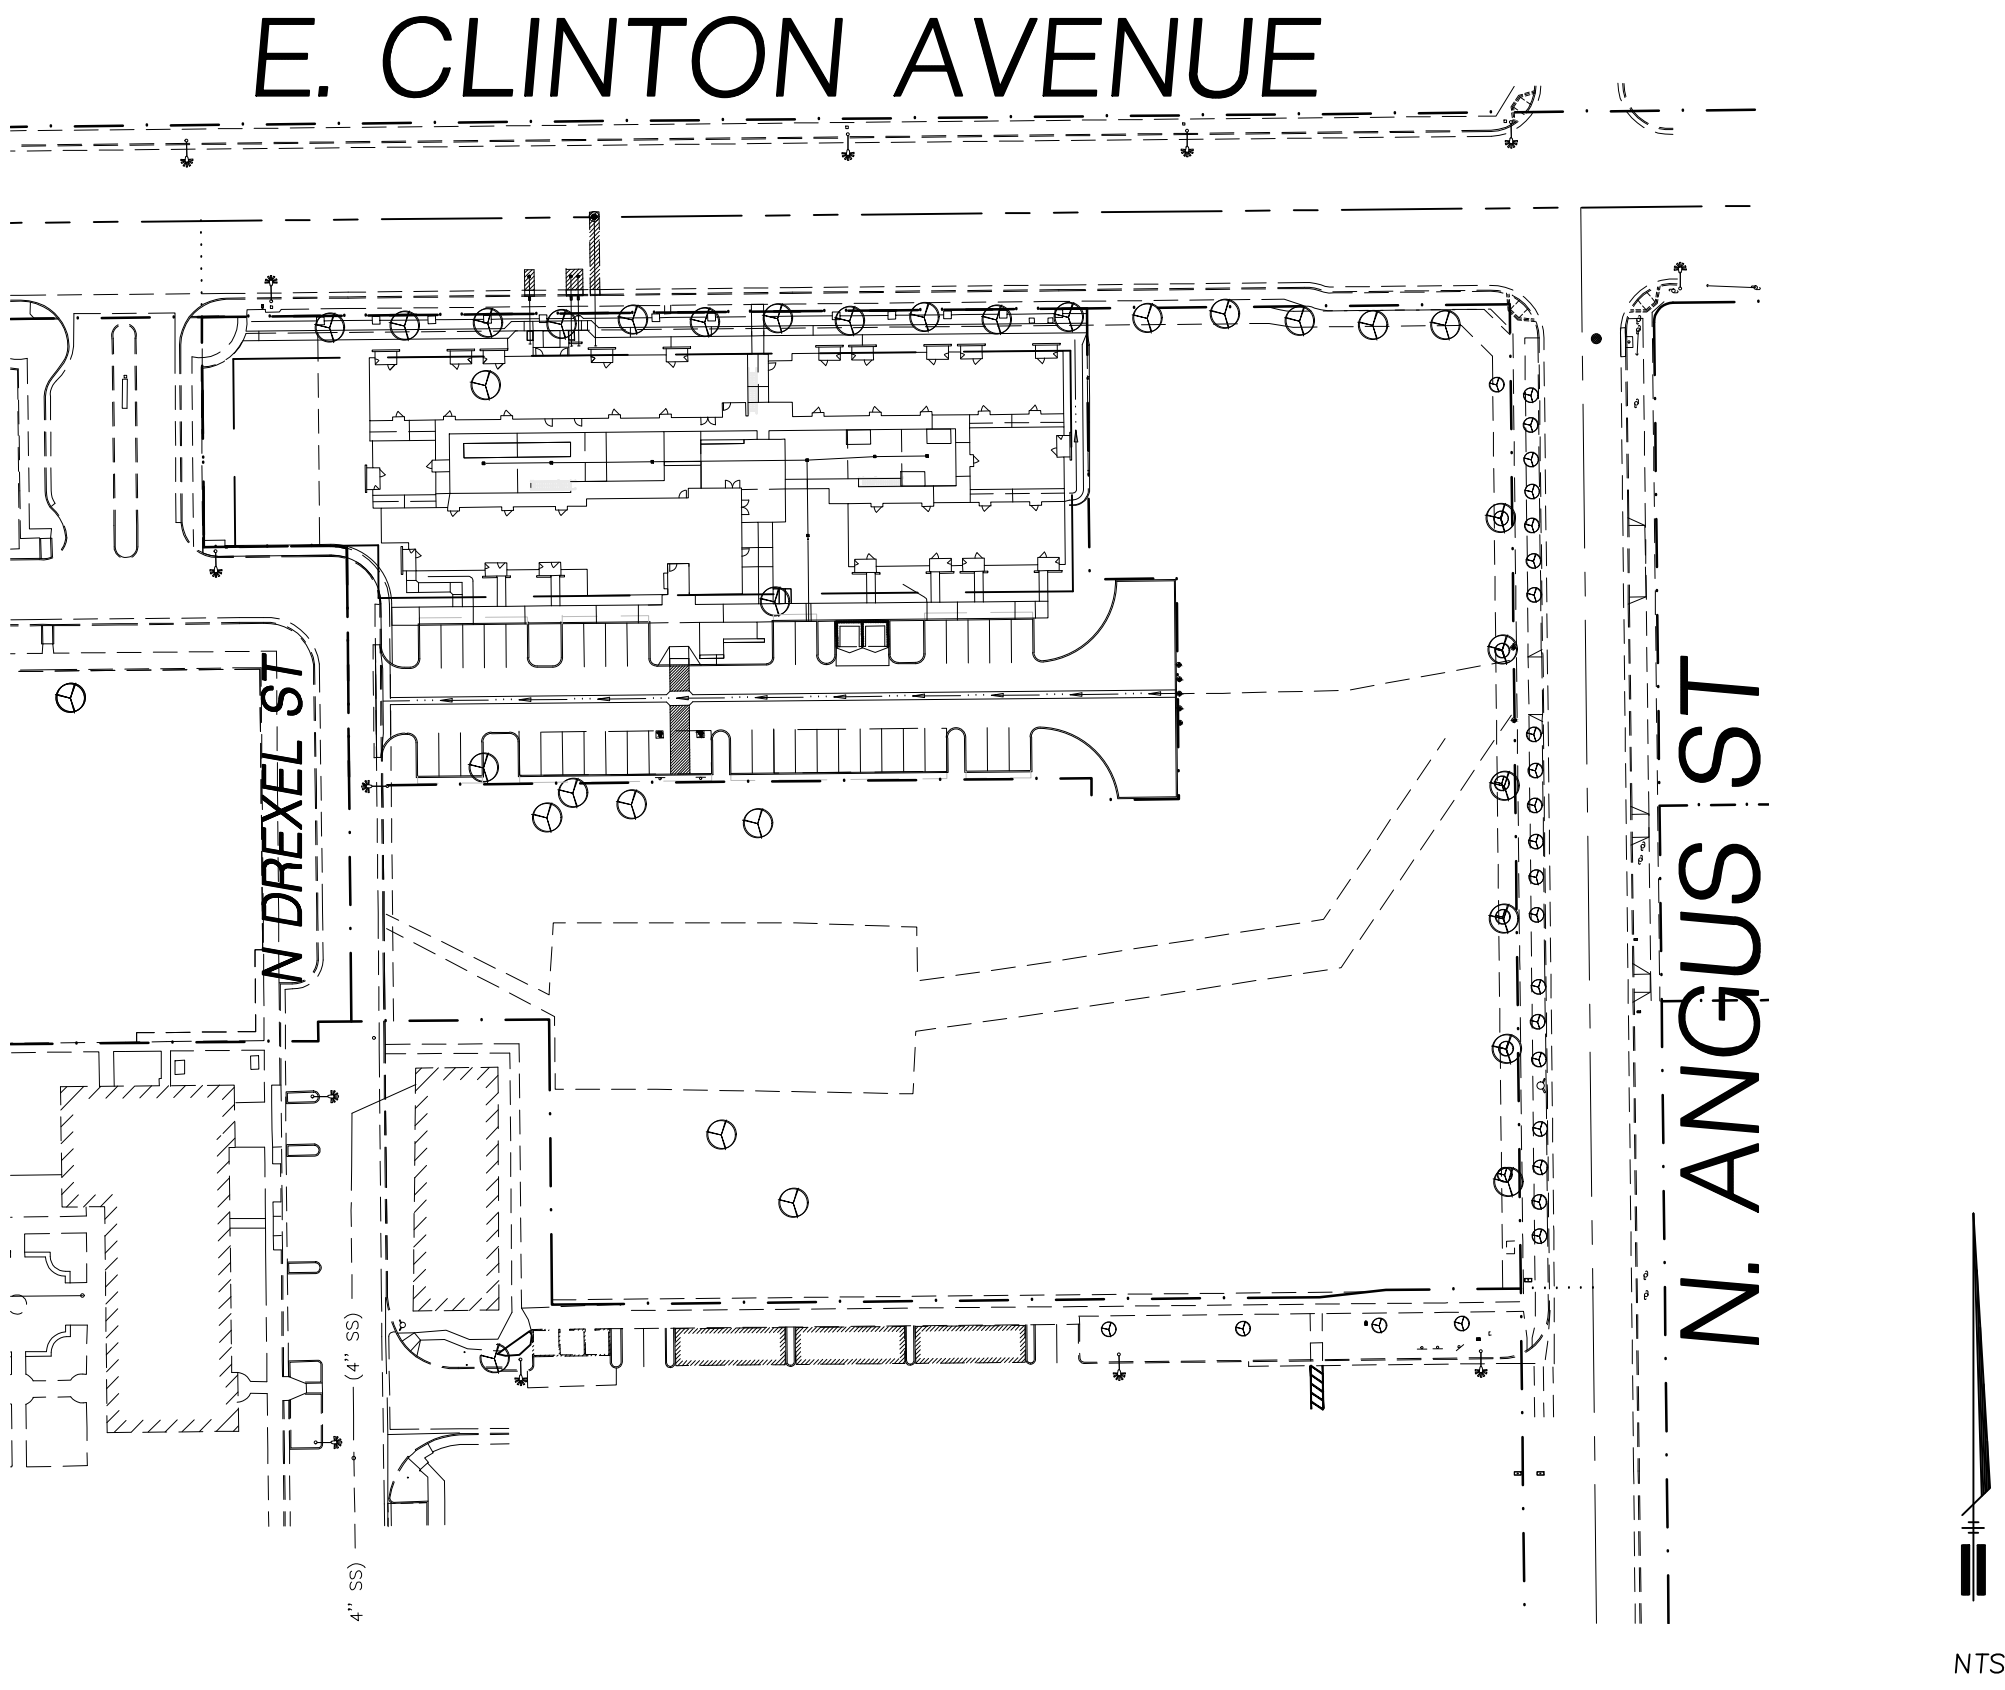 E. CLINTON AVENUE
N DREXEL ST
N. ANGUS ST
(4" SS)
4" SS)
NTS